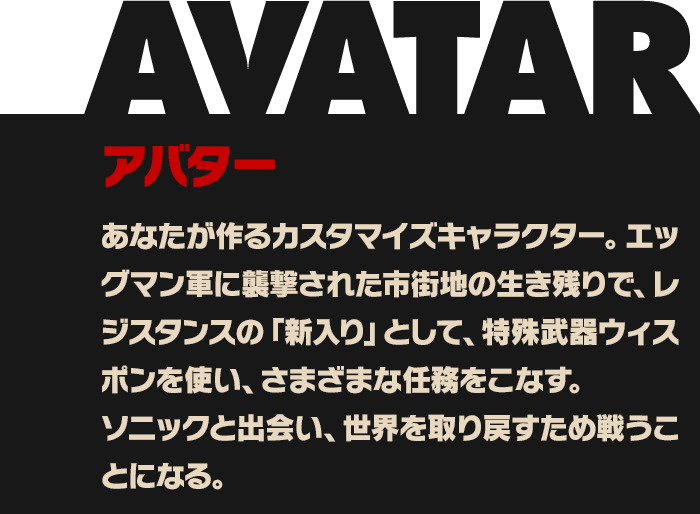 AVATAR
アバター
あなたが作るカスタマイズキャラクター。エッ
グマン軍に襲撃された市街地の生き残りで、レ
ジスタンスの「新入り」として、特殊武器ウィス
ポンを使い、さまざまな任務をこなす。
ソニックと出会い、世界を取り戻すため戦うこ
とになる。